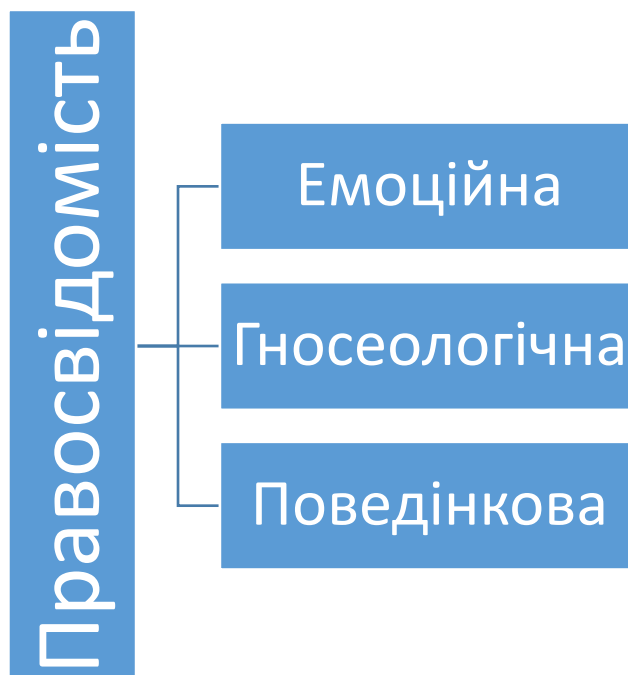 Правосвідомість
Емоційна
Гносеологічна
Поведінкова